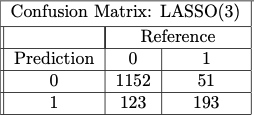 Confusion Matrix: LASSO(3)
Reference
Prediction 0 1
0 1152 51
1 123 193